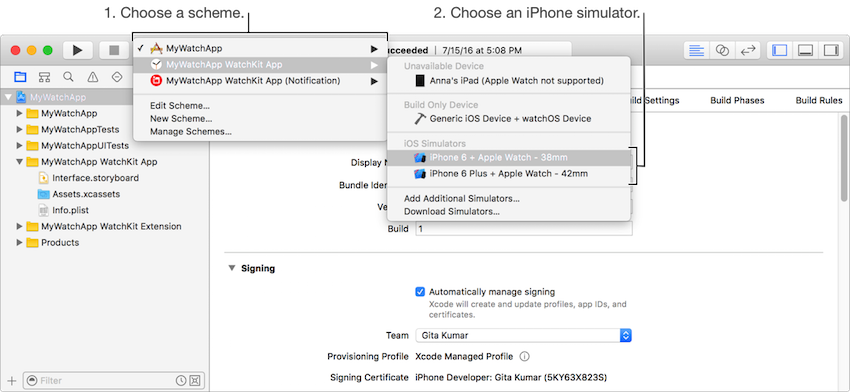 1. Choose a scheme.
2. Choose an iPhone simulator.
MyWatchApp
MyWatchApp WatchKit App
MyWatchApp WatchKit App (Notification)
Edit Scheme...
New Scheme...
Manage Schemes...
cceeded 7/15/16 at 5:08 PM
Unavailable Device
Anna's iPad (Apple Watch not supported)
Build Only Device
Generic iOS Device + watchOS Device
iOS Simulators
iPhone 6 + Apple Watch - 38mm
iPhone 6 Plus + Apple Watch - 42mm
Add Additional Simulators...
Download Simulators...
MyWatchApp
MyWatchApp
MyWatchAppTests
MyWatchAppUITests
MyWatchApp WatchKit App
Interface.storyboard
Assets.xcassets
Info.plist
MyWatchApp WatchKit Extension
Products
Filter
ild Settings Build Phases Build Rules
Display N
Bundle Iden
Ve
Build 1
Signing
Automatically manage signing
Xcode will create and update profiles, app IDs, and
certificates.
Team Gita Kumar
Provisioning Profile Xcode Managed Profile
Signing Certificate iPhone Developer: Gita Kumar (5KY63X823S)